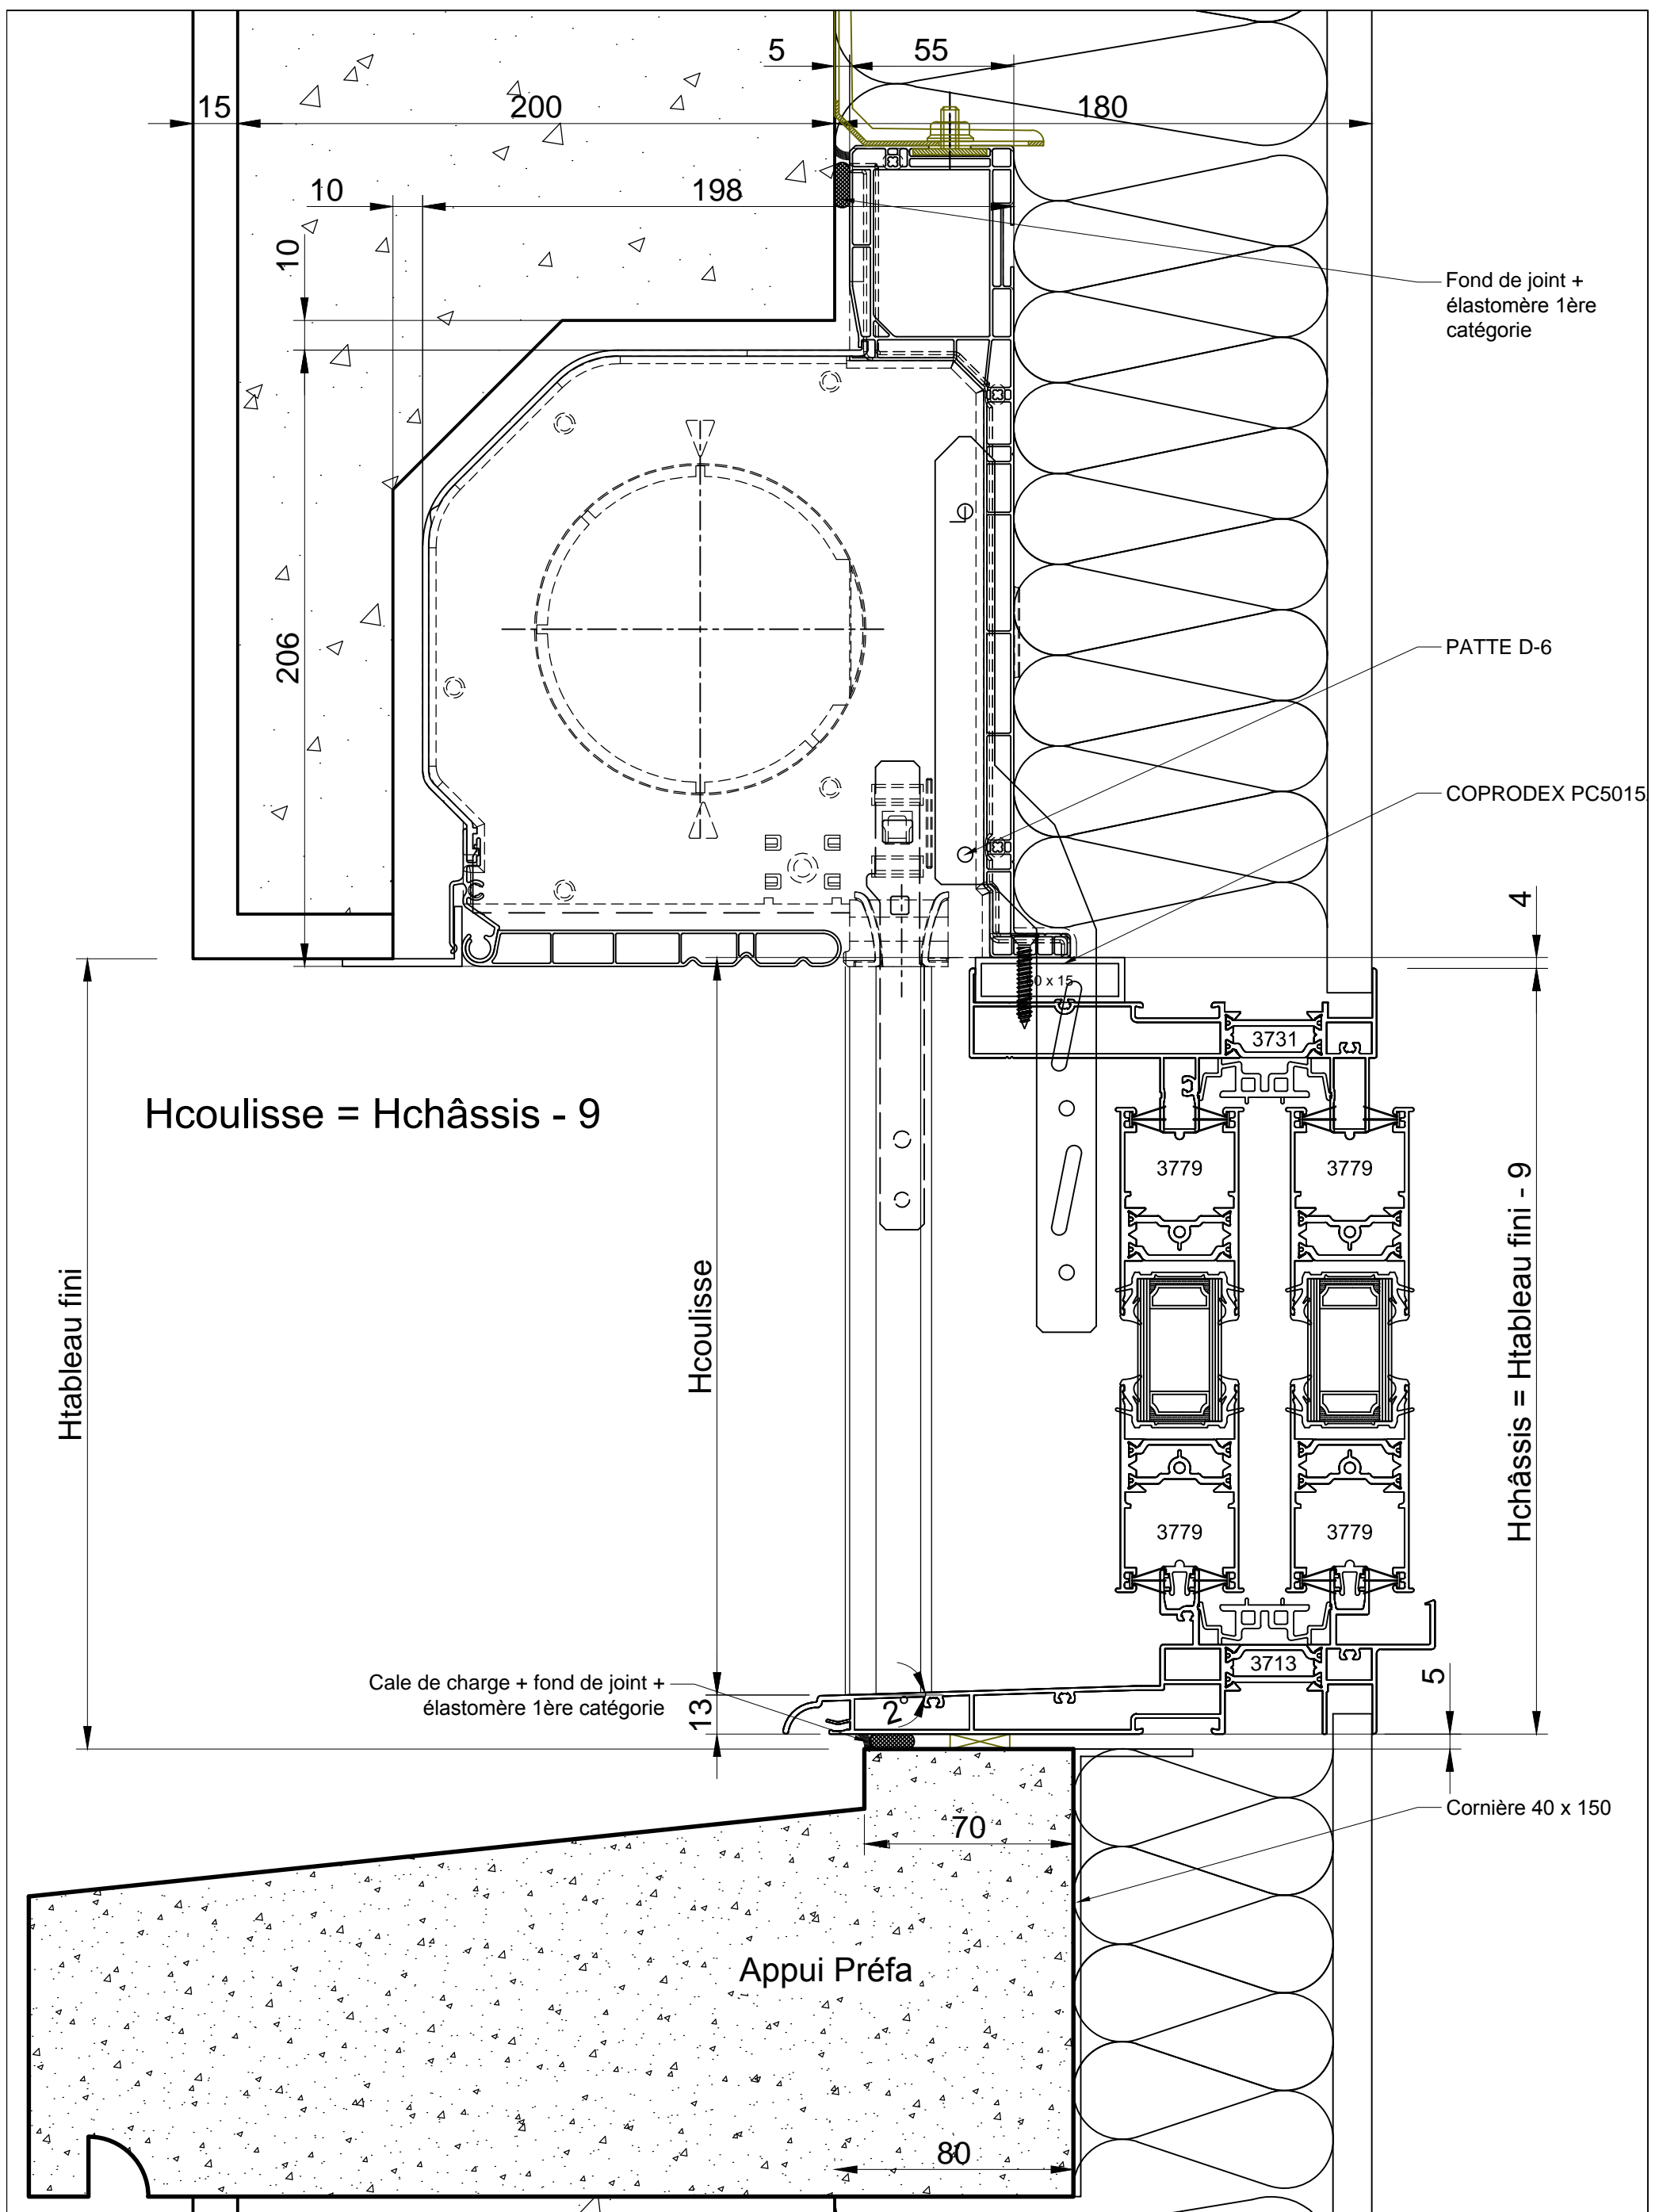 5
55
15
200
180
10
198
10
Fond de joint +
élastomère 1ère
catégorie
206
PATTE D-6
COPRODEX PC5015
4
50 x 15
3731
Hcoulisse = Hchâssis - 9
3779
3779
Htableau fini
Hcoulisse
Hchâssis = Htableau fini - 9
3779
3779
3713
Cale de charge + fond de joint +
élastomère 1ère catégorie
13
2°
5
70
Cornière 40 x 150
Appui Préfa
80